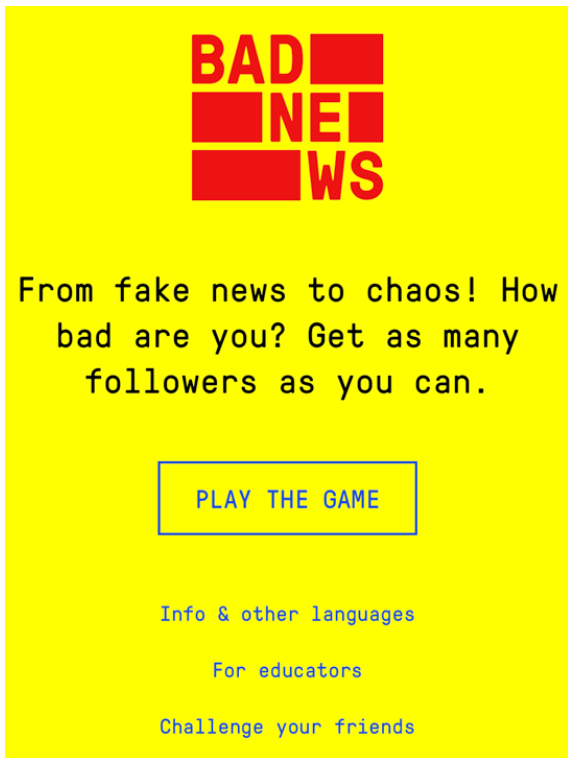 BAD
NE
WS
From fake news to chaos! How
bad are you? Get as many
followers as you can.
PLAY THE GAME
Info & other languages
For educators
Challenge your friends